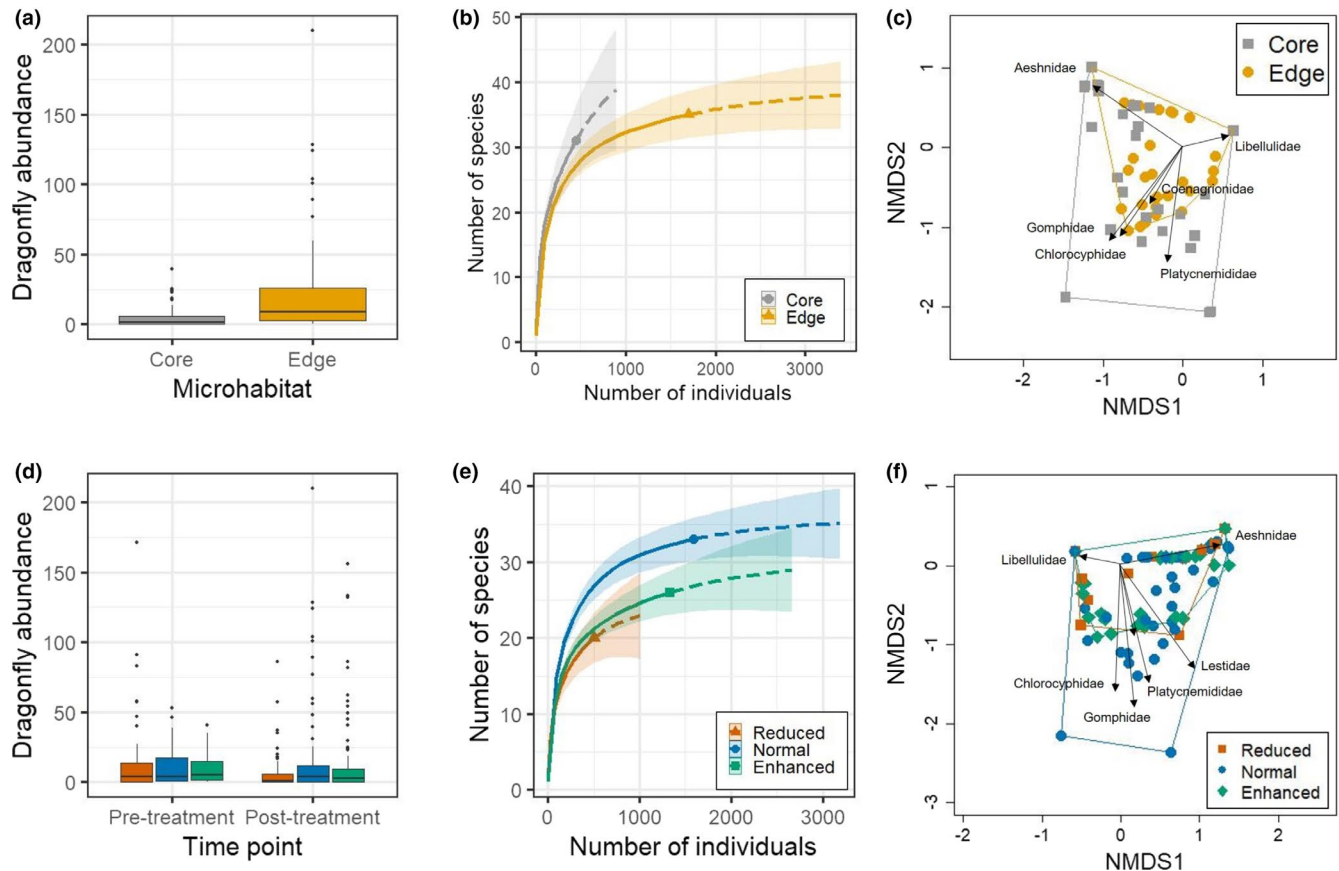 (a)
Dragonfly abundance
200
150
100
50
0
Core
Edge
Microhabitat
(b)
Number of species
50
40
30
20
10
0
0
1000
2000
3000
Number of individuals
Core
Edge
(c)
NMDS2
1
0
-1
-2
-2
-1
0
1
NMDS1
Core
Edge
Aeshnidae
Libellulidae
Coenagrionidae
Gomphidae
Chlorocyphidae
Platycnemididae
(d)
Dragonfly abundance
200
150
100
50
0
Pre-treatment
Post-treatment
Time point
(e)
Number of species
40
30
20
10
0
0
1000
2000
3000
Number of individuals
Reduced
Normal
Enhanced
(f)
NMDS2
1
0
-1
-2
-3
-2
-1
0
1
2
NMDS1
Aeshnidae
Libellulidae
Lestidae
Chlorocyphidae
Platycnemididae
Gomphidae
Reduced
Normal
Enhanced